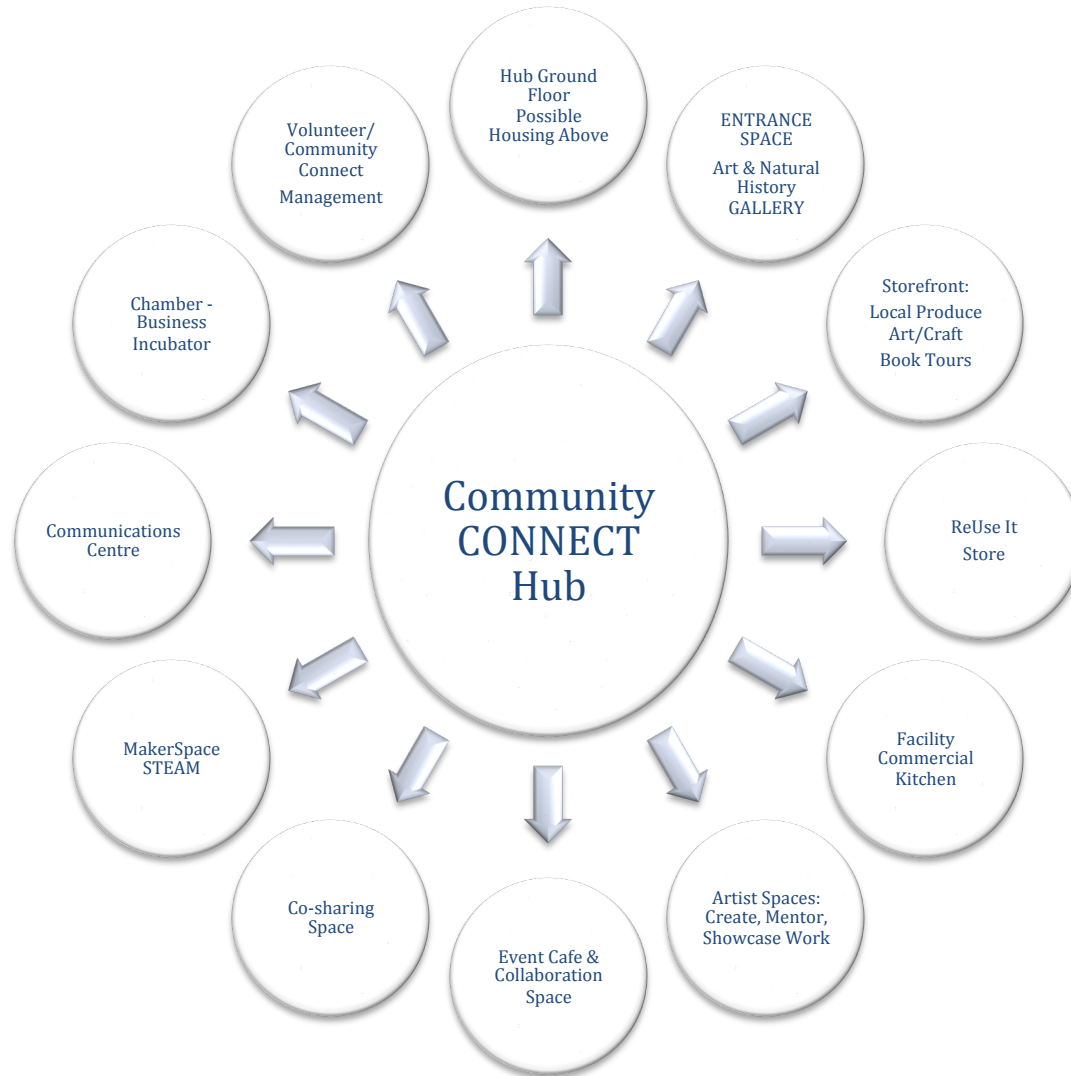 Hub Ground
Floor
Possible
Housing Above
ENTRANCE
SPACE
Art & Natural
History
GALLERY
Storefront:
Local Produce
Art/Craft
Book Tours
ReUse It
Store
Facility
Commercial
Kitchen
Artist Spaces:
Create, Mentor,
Showcase Work
Event Cafe &
Collaboration
Space
Co-sharing
Space
MakerSpace
STEAM
Communications
Centre
Chamber -
Business
Incubator
Volunteer/
Community
Connect
Management
Community
CONNECT
Hub